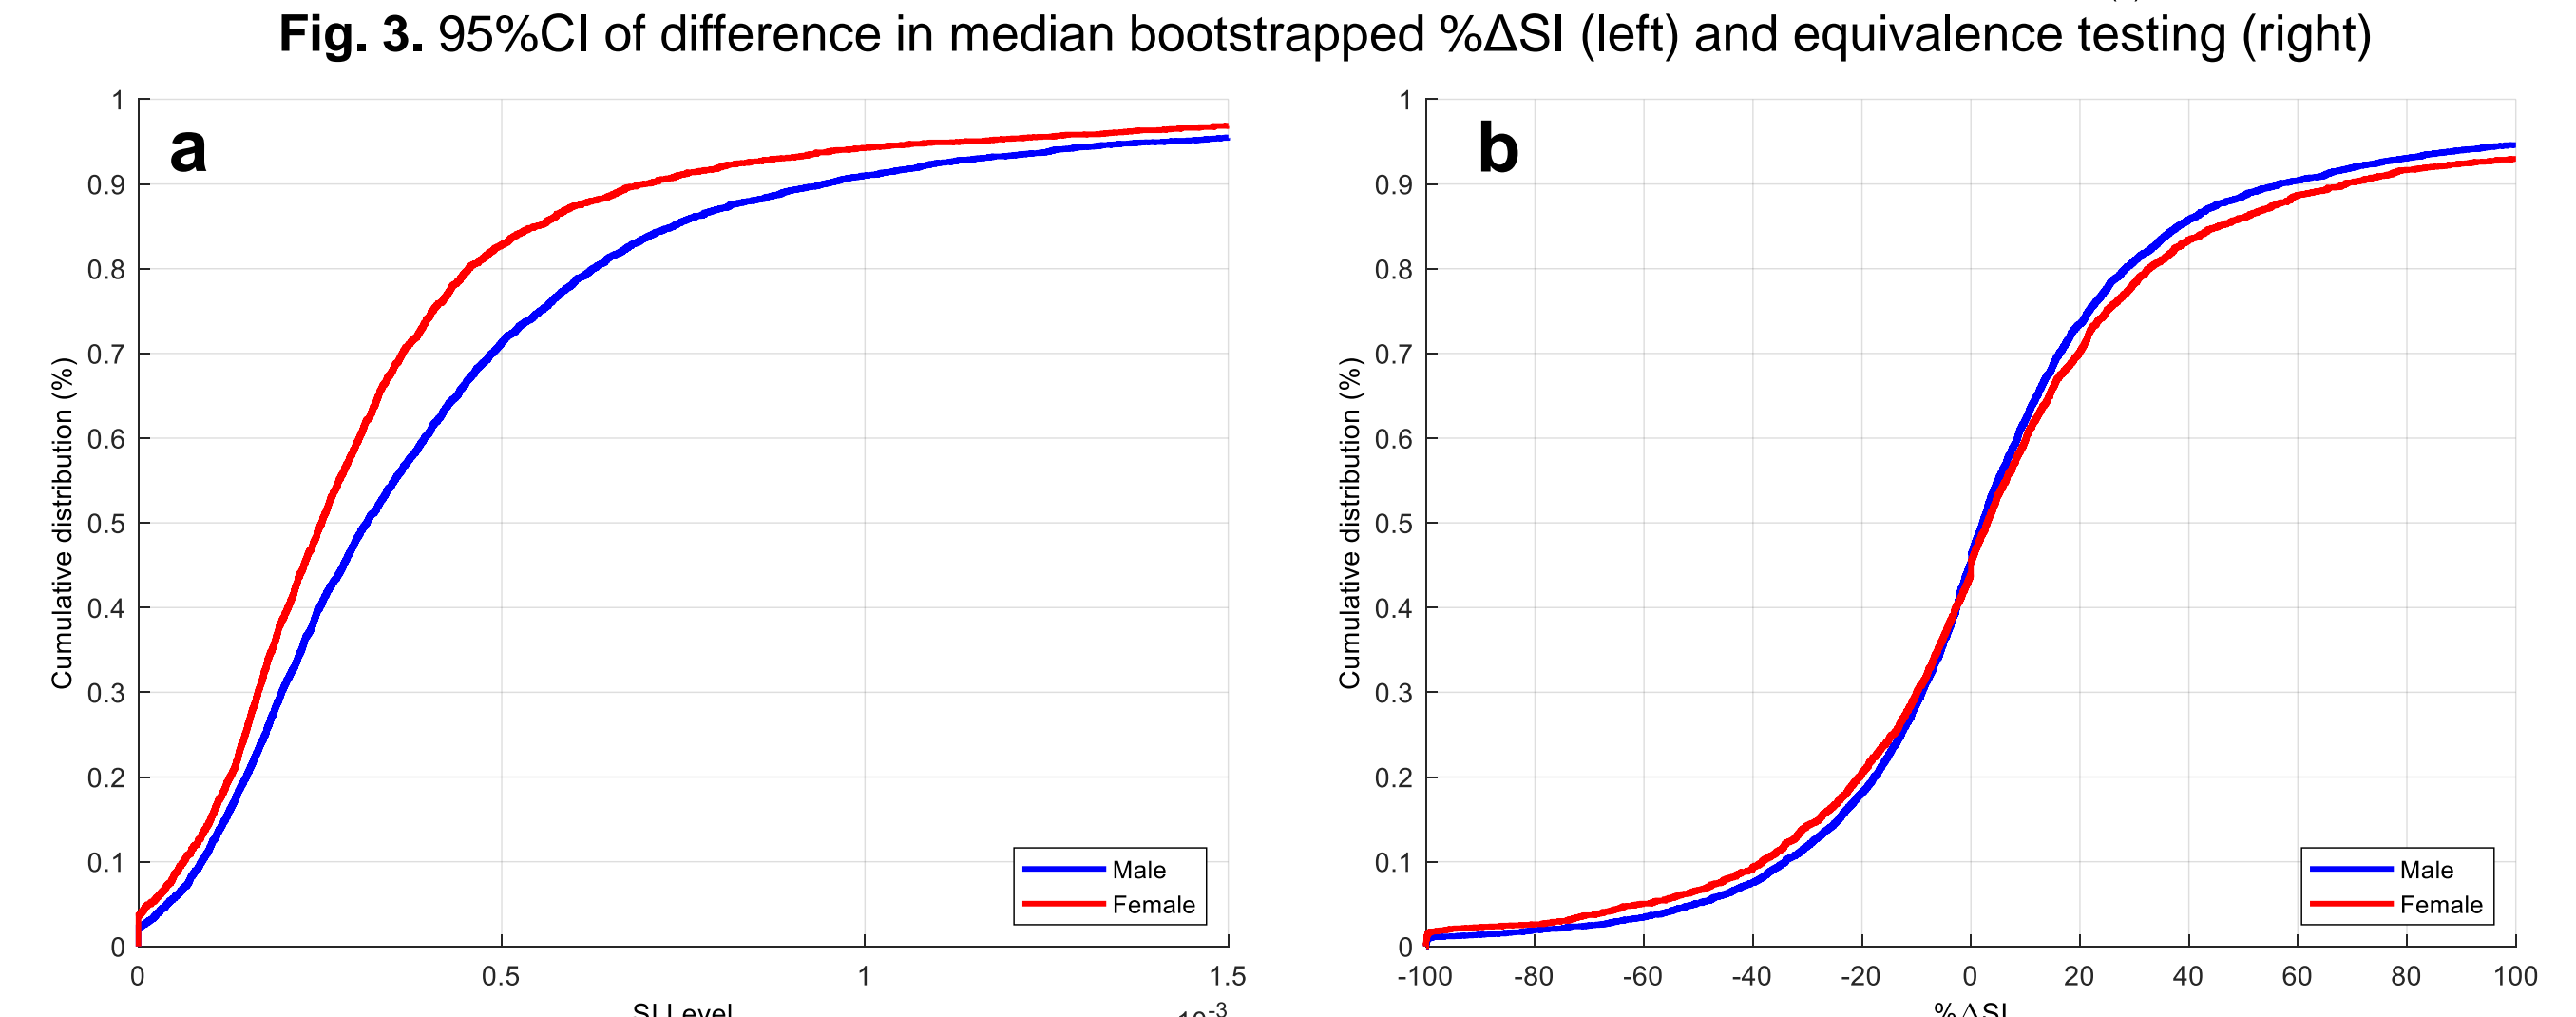 Fig. 3. 95%CI of difference in median bootstrapped %ΔSI (left) and equivalence testing (right)
a
Cumulative distribution (%)
1
0.9
0.8
0.7
0.6
0.5
0.4
0.3
0.2
0.1
0
0 0.5 1 1.5
Male
Female
SI Level
10-3
b
Cumulative distribution (%)
1
0.9
0.8
0.7
0.6
0.5
0.4
0.3
0.2
0.1
0
-100 -80 -60 -40 -20 0 20 40 60 80 100
Male
Female
%ΔSI